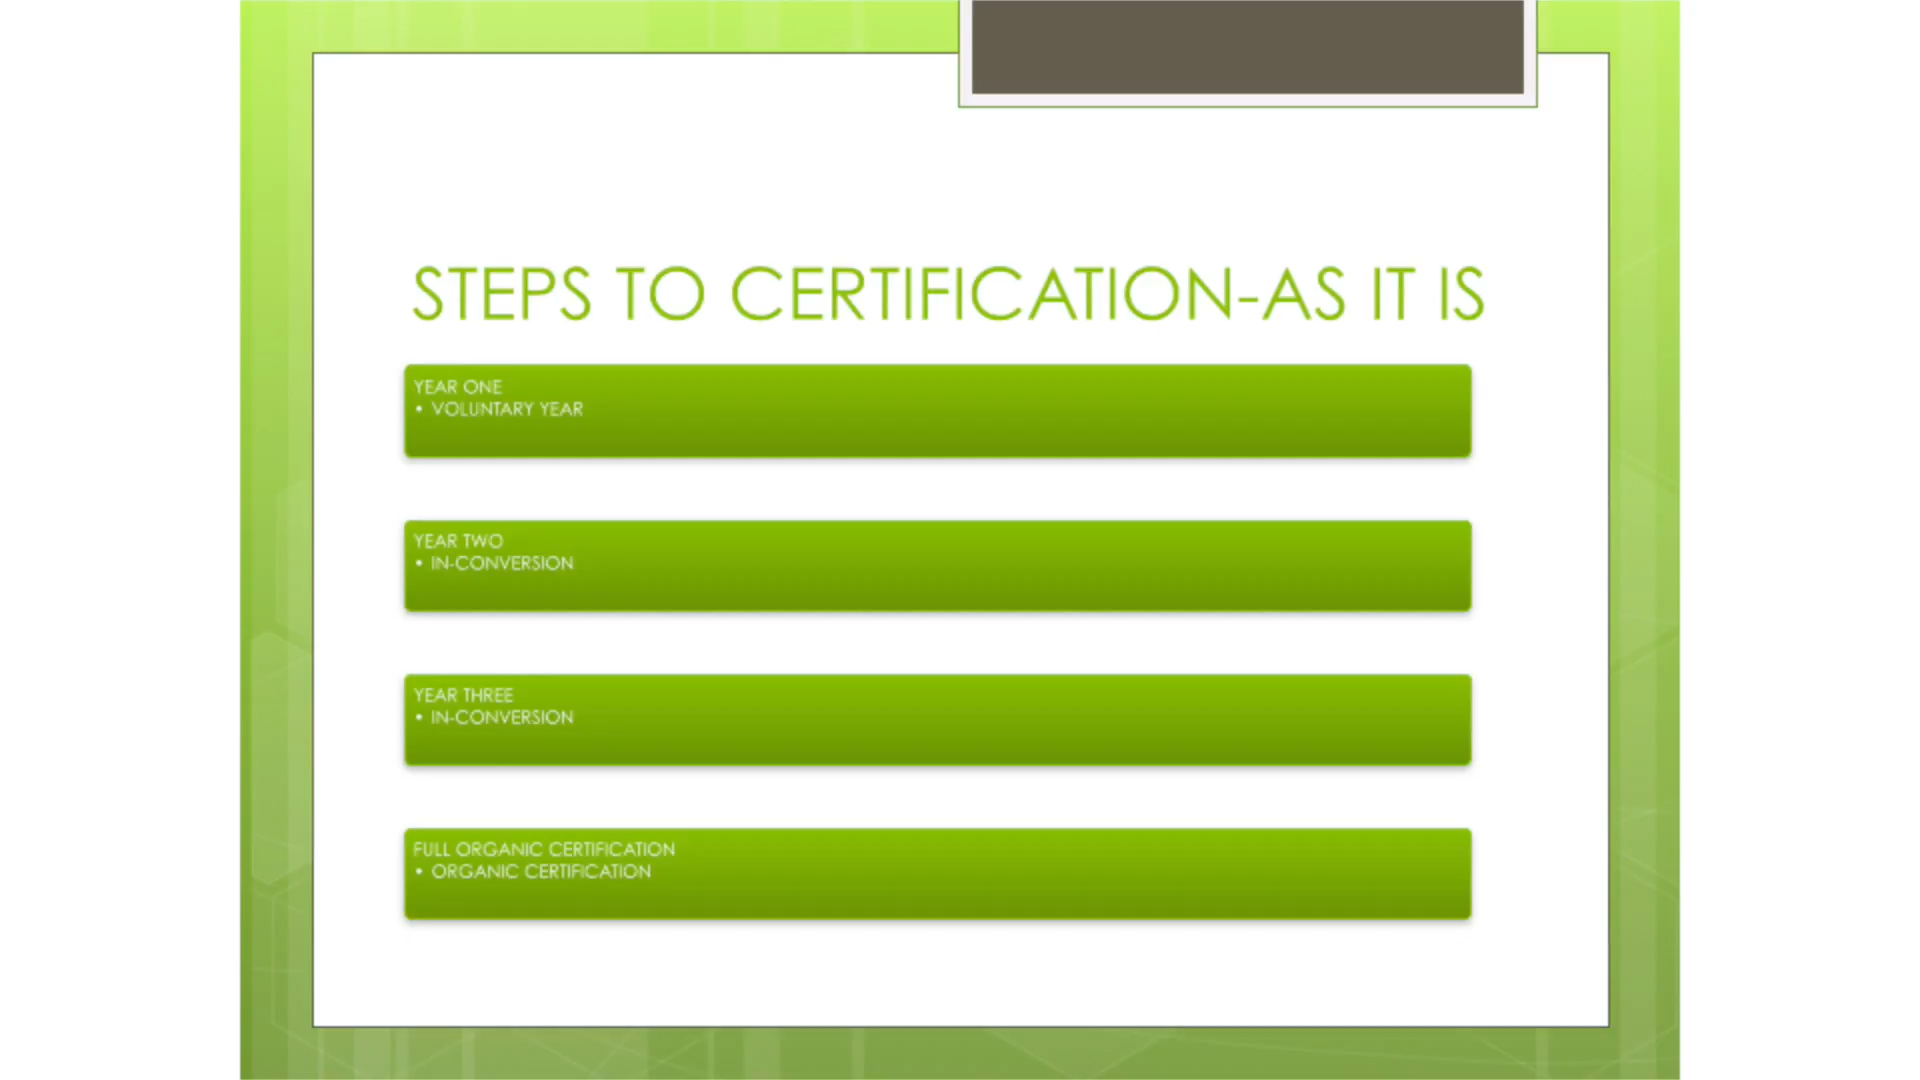 STEPS TO CERTIFICATION-AS IT IS
YEAR ONE
• VOLUNTARY YEAR
YEAR TWO
• IN-CONVERSION
YEAR THREE
• IN-CONVERSION
FULL ORGANIC CERTIFICATION
• ORGANIC CERTIFICATION